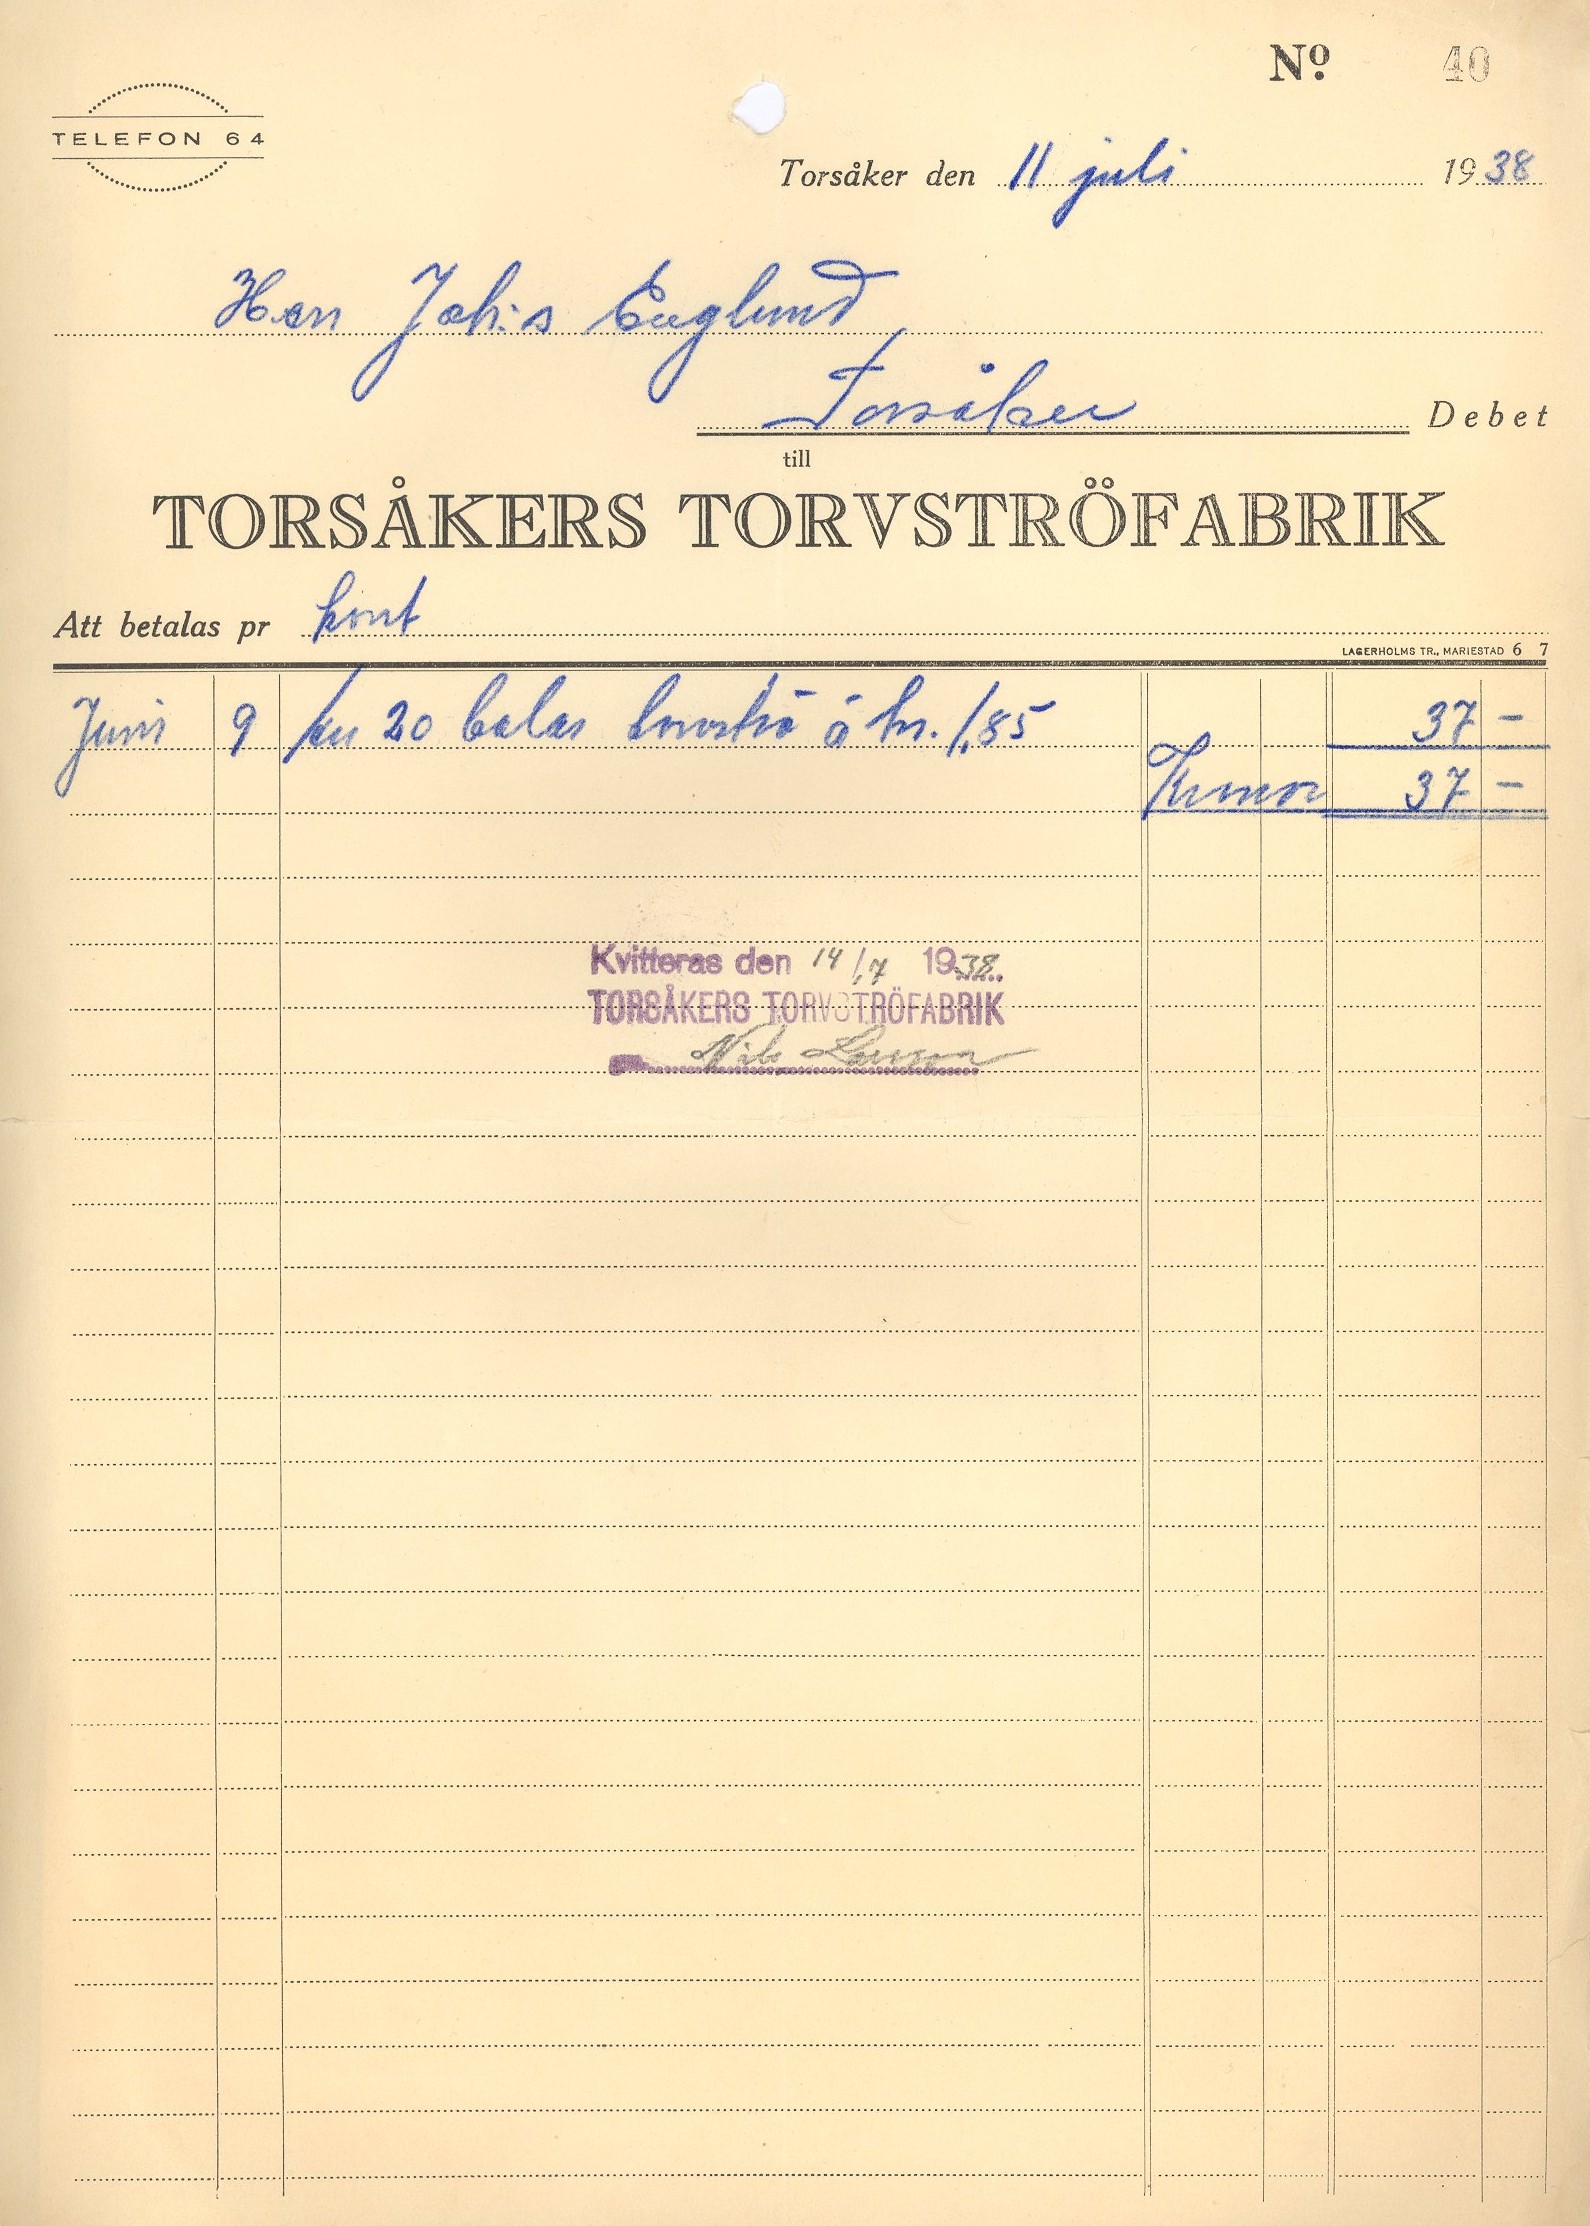 Nº 40
TELEFON 64
Torsåker den 11 juli 1938
Herr Englund
Torsåker Debet
till
TORSÅKERS TORVSTRÖFABRIK
Att betalas pr kont
LAGERHOLMS TR., MARIESTAD 6 7
Juni 9 20 balar torvströ à kr. 1,85 37 –
Kronor 37 –
Kvitteras den 14/7 1938
TORSÅKERS TORVSTRÖFABRIK
Nils